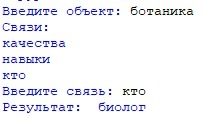 Введите объект: ботаника
Связи:
качества
навыки
кто
Введите связь: кто
Результат:  биолог